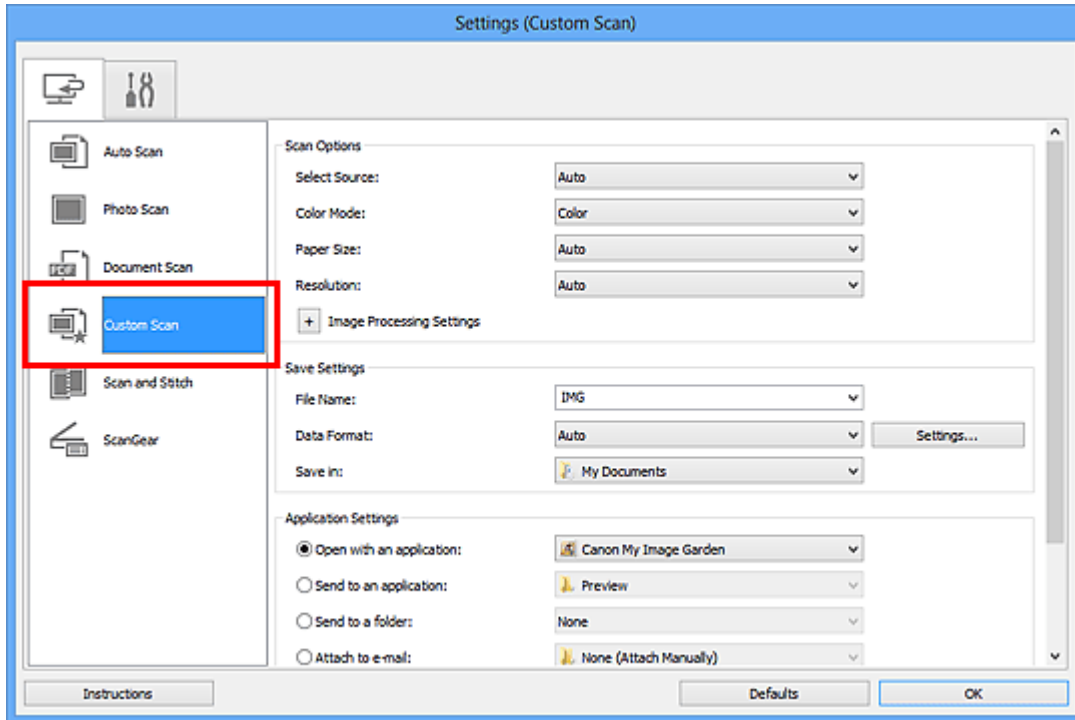 Settings (Custom Scan)
Auto Scan
Photo Scan
Document Scan
Custom Scan
Scan and Stitch
ScanGear
Scan Options
Select Source: Auto
Color Mode: Color
Paper Size: Auto
Resolution: Auto
+ Image Processing Settings
Save Settings
File Name: IMG
Data Format: Auto Settings...
Save in: My Documents
Application Settings
Open with an application: Canon My Image Garden
Send to an application: Preview
Send to a folder: None
Attach to e-mail: None (Attach Manually)
Instructions Defaults OK